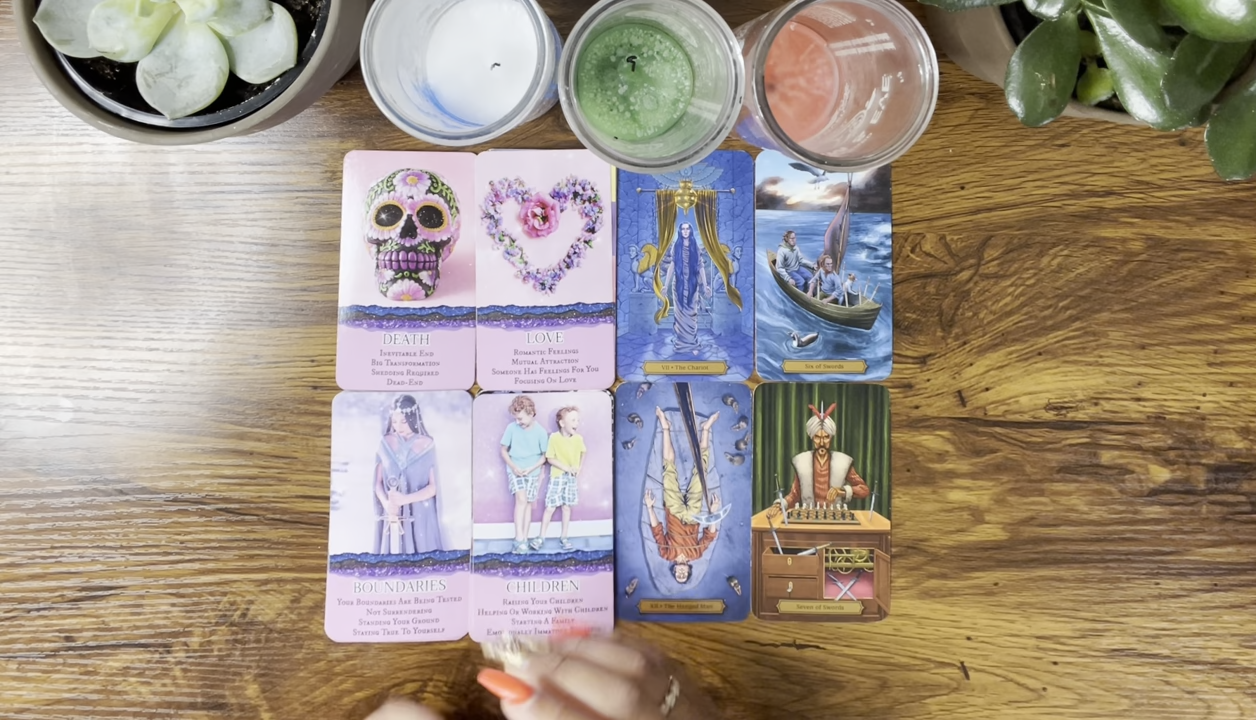 DEATH
INEVITABLE END
BIG TRANSFORMATION
SHEDDING REQUIRED
DEAD-END
LOVE
ROMANTIC FEELINGS
MUTUAL ATTRACTION
SOMEONE HAS FEELINGS FOR YOU
FOCUSING ON LOVE
VII • The Chariot
Six of Swords
BOUNDARIES
YOUR BOUNDARIES ARE BEING TESTED
NOT SURRENDERING
STANDING YOUR GROUND
STAYING TRUE TO YOURSELF
CHILDREN
RAISING YOUR CHILDREN
HELPING OR WORKING WITH CHILDREN
STARTING A FAMILY
EMOTIONALLY
XII • The Hanged Man
Seven of Swords